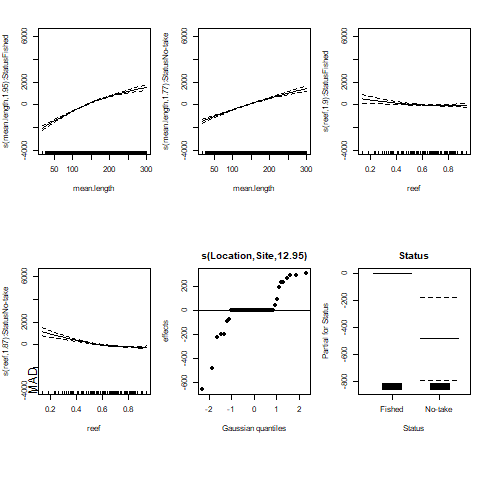 s(mean.length,1.95):StatusFished
6000
2000
0
-4000
50
100
200
300
mean.length
s(mean.length,1.77):StatusNo-take
6000
2000
0
-4000
50
100
200
300
mean.length
s(reef,1.9):StatusFished
6000
2000
0
-4000
0.2
0.4
0.6
0.8
reef
s(reef,1.87):StatusNo-take
6000
2000
0
-4000
MAD
0.2
0.4
0.6
0.8
reef
s(Location,Site,12.95)
effects
200
0
-200
-400
-600
-2
-1
0
1
2
Gaussian quantiles
Status
Partial for Status
0
-200
-400
-600
-800
Fished
No-take
Status